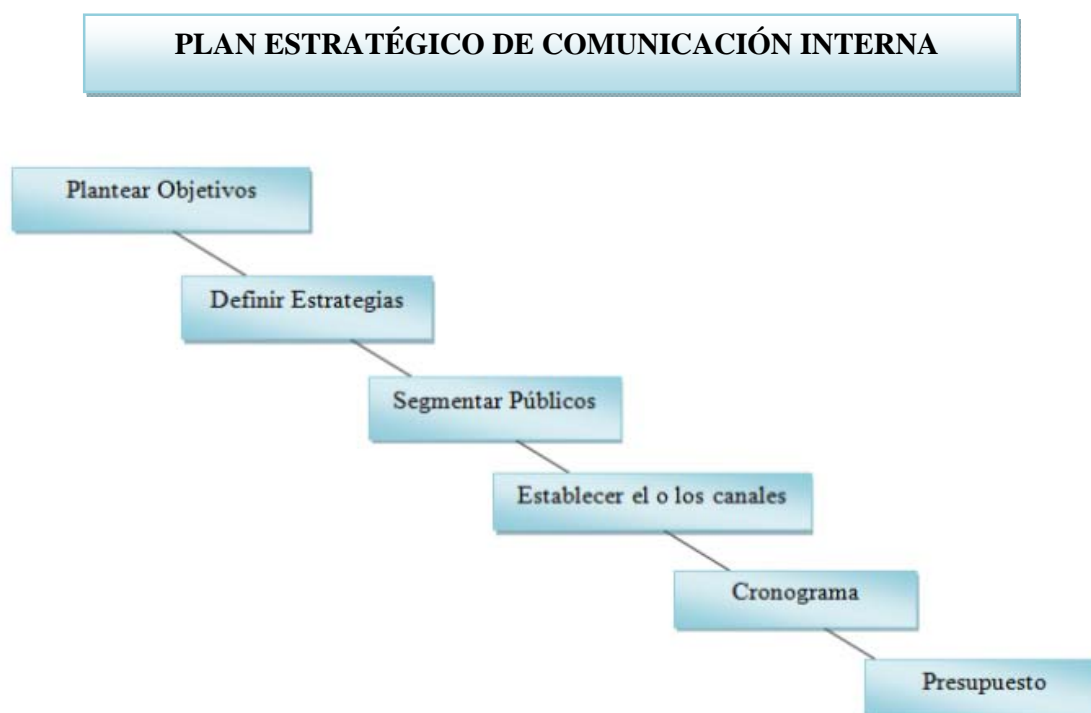 PLAN ESTRATÉGICO DE COMUNICACIÓN INTERNA
Plantear Objetivos
Definir Estrategias
Segmentar Públicos
Establecer el o los canales
Cronograma
Presupuesto